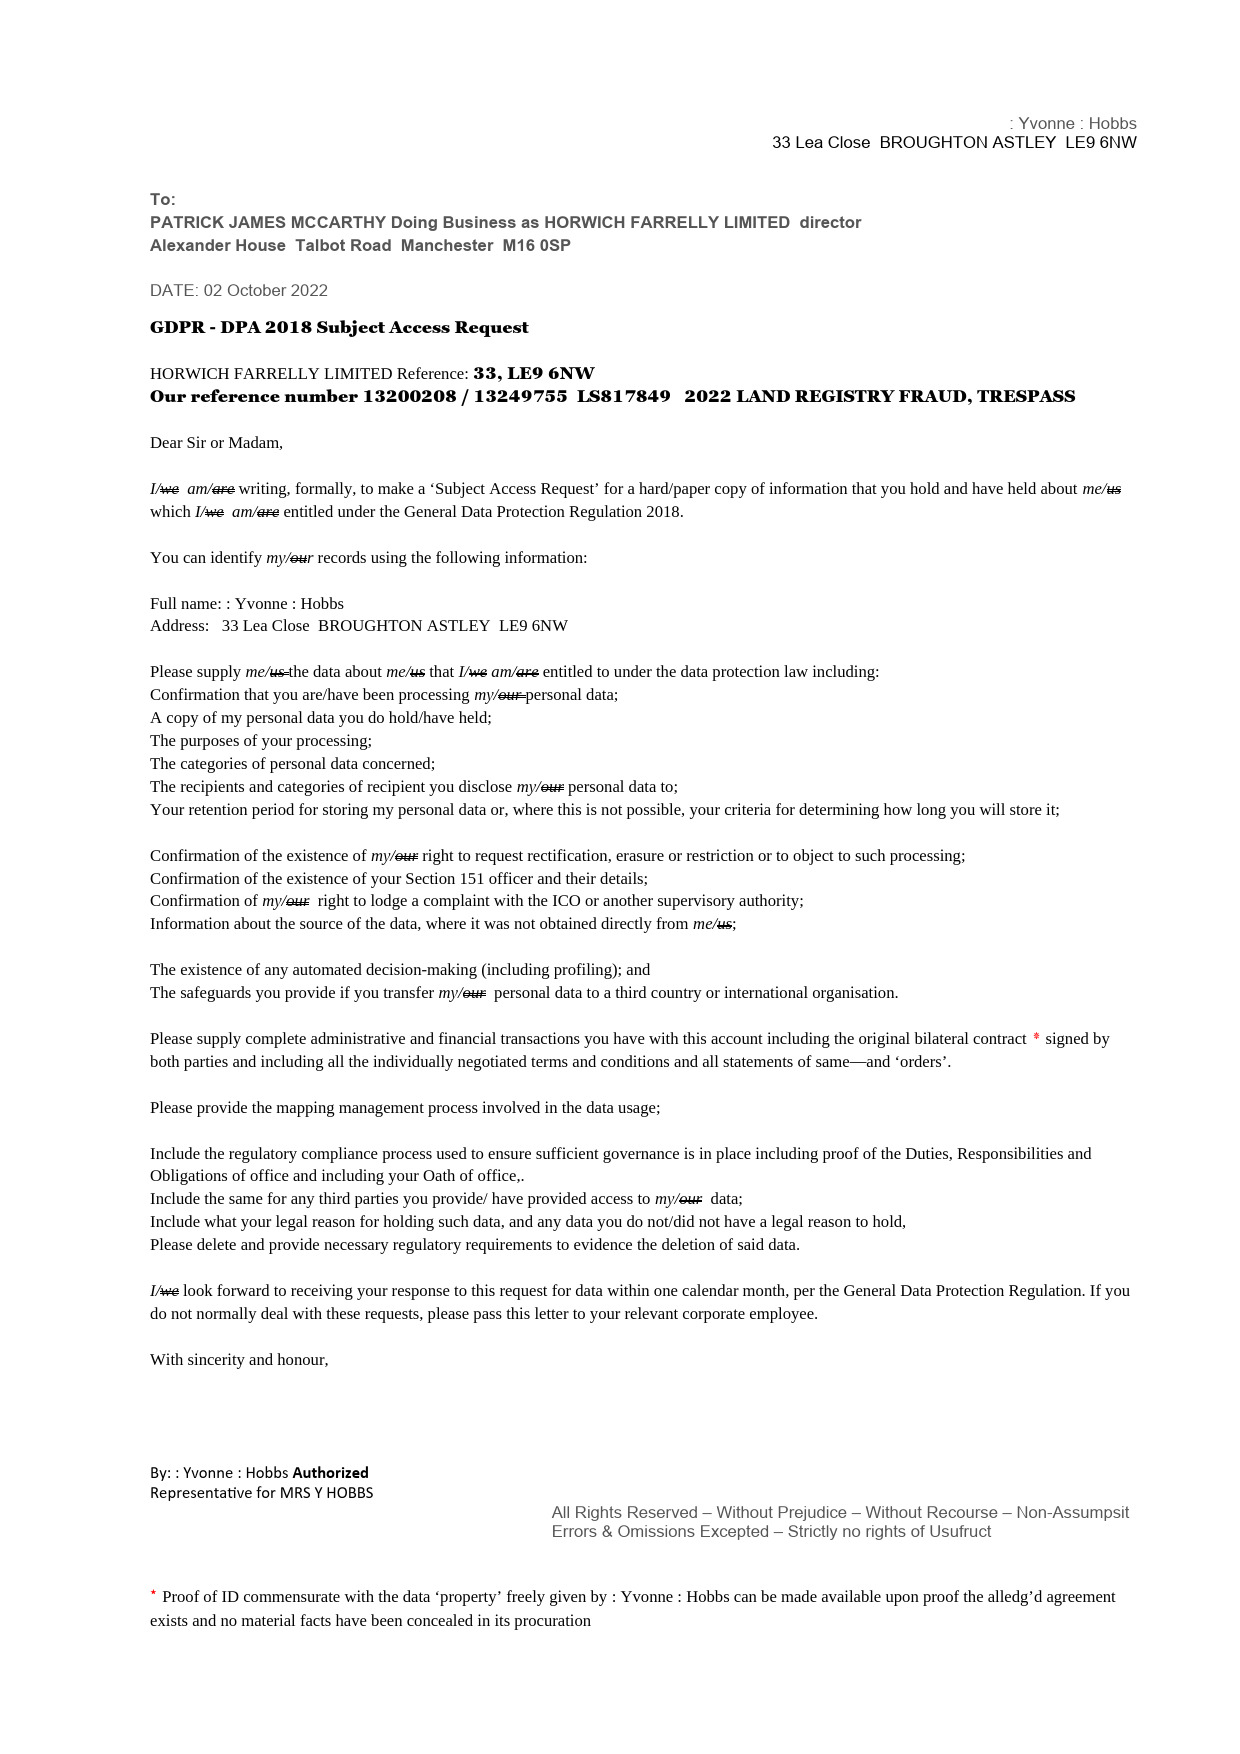 : Yvonne : Hobbs
33 Lea Close BROUGHTON ASTLEY LE9 6NW
To:
PATRICK JAMES MCCARTHY Doing Business as HORWICH FARRELLY LIMITED director
Alexander House Talbot Road Manchester M16 0SP
DATE: 02 October 2022
GDPR - DPA 2018 Subject Access Request
HORWICH FARRELLY LIMITED Reference: 33, LE9 6NW
Our reference number 13200208 / 13249755 LS817849 2022 LAND REGISTRY FRAUD, TRESPASS
Dear Sir or Madam,
I/we am/are writing, formally, to make a ‘Subject Access Request’ for a hard/paper copy of information that you hold and have held about me/us
which I/we am/are entitled under the General Data Protection Regulation 2018.
You can identify my/our records using the following information:
Full name: : Yvonne : Hobbs
Address: 33 Lea Close BROUGHTON ASTLEY LE9 6NW
Please supply me/us the data about me/us that I/we am/are entitled to under the data protection law including:
Confirmation that you are/have been processing my/our personal data;
A copy of my personal data you do hold/have held;
The purposes of your processing;
The categories of personal data concerned;
The recipients and categories of recipient you disclose my/our personal data to;
Your retention period for storing my personal data or, where this is not possible, your criteria for determining how long you will store it;
Confirmation of the existence of my/our right to request rectification, erasure or restriction or to object to such processing;
Confirmation of the existence of your Section 151 officer and their details;
Confirmation of my/our right to lodge a complaint with the ICO or another supervisory authority;
Information about the source of the data, where it was not obtained directly from me/us;
The existence of any automated decision-making (including profiling); and
The safeguards you provide if you transfer my/our personal data to a third country or international organisation.
Please supply complete administrative and financial transactions you have with this account including the original bilateral contract * signed by
both parties and including all the individually negotiated terms and conditions and all statements of same—and ‘orders’.
Please provide the mapping management process involved in the data usage;
Include the regulatory compliance process used to ensure sufficient governance is in place including proof of the Duties, Responsibilities and
Obligations of office and including your Oath of office,.
Include the same for any third parties you provide/ have provided access to my/our data;
Include what your legal reason for holding such data, and any data you do not/did not have a legal reason to hold,
Please delete and provide necessary regulatory requirements to evidence the deletion of said data.
I/we look forward to receiving your response to this request for data within one calendar month, per the General Data Protection Regulation. If you
do not normally deal with these requests, please pass this letter to your relevant corporate employee.
With sincerity and honour,
By: : Yvonne : Hobbs Authorized
Representative for MRS Y HOBBS
All Rights Reserved – Without Prejudice – Without Recourse – Non-Assumpsit
Errors & Omissions Excepted – Strictly no rights of Usufruct
* Proof of ID commensurate with the data ‘property’ freely given by : Yvonne : Hobbs can be made available upon proof the alledg’d agreement
exists and no material facts have been concealed in its procuration